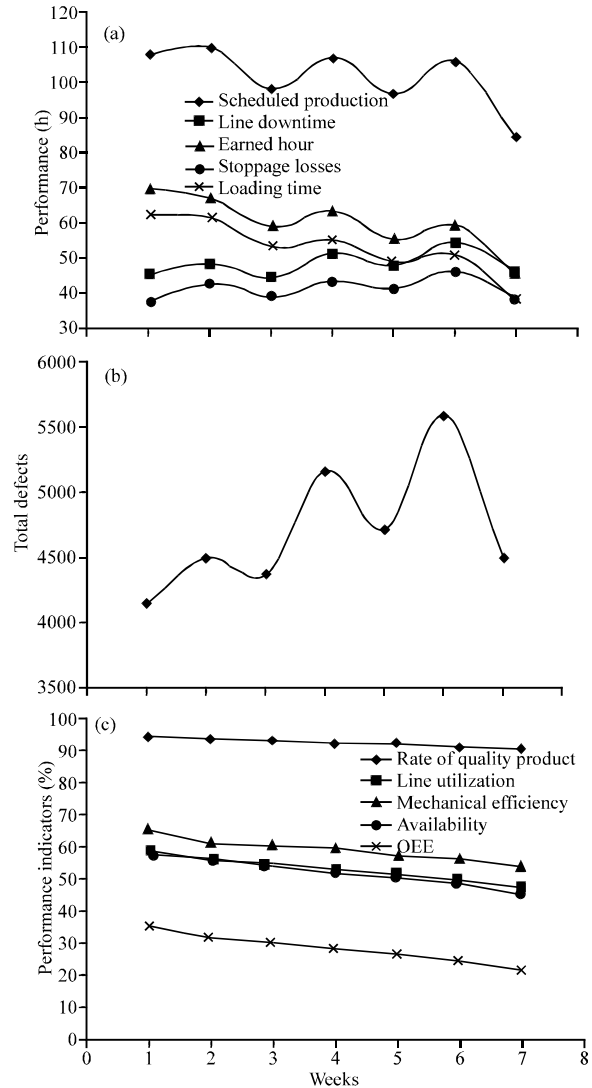 120
(a)
110
100
Scheduled production
90
Line downtime
80
Earned hour
Stoppage losses
70
Loading time
60
50
40
30
Performance (h)
6000
(b)
5500
5000
4500
4000
3500
Total defects
100
(c)
90
Rate of quality product
80
Line utilization
70
Mechanical efficiency
Availability
60
OEE
50
40
30
20
10
0
Performance indicators (%)
0 1 2 3 4 5 6 7 8
Weeks